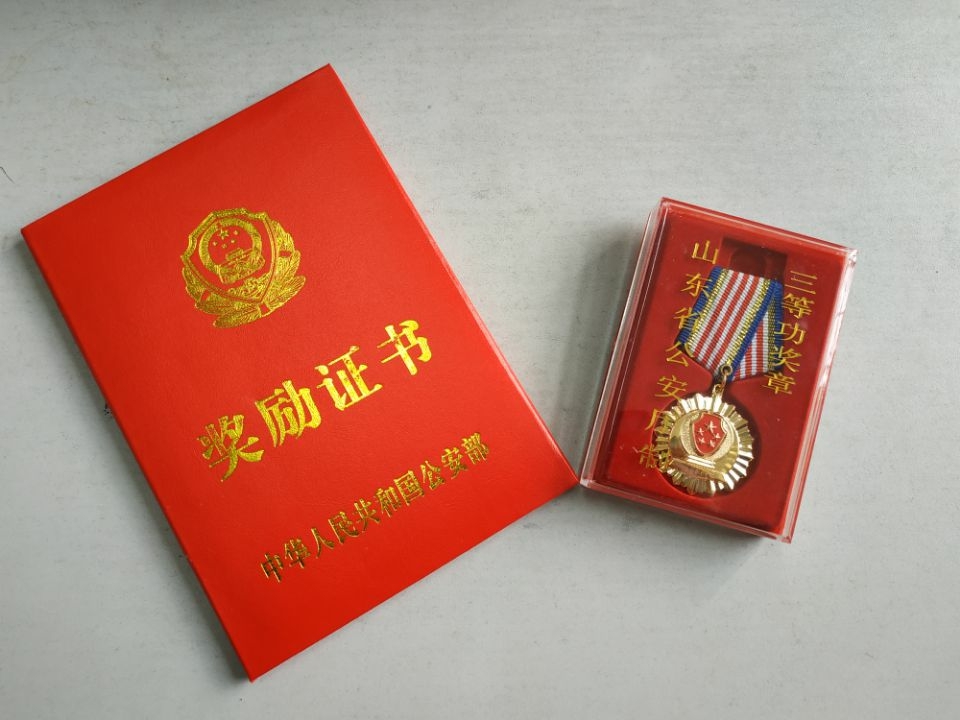 奖励证书
中华人民共和国公安部
三等功奖章
山东省公安厅制